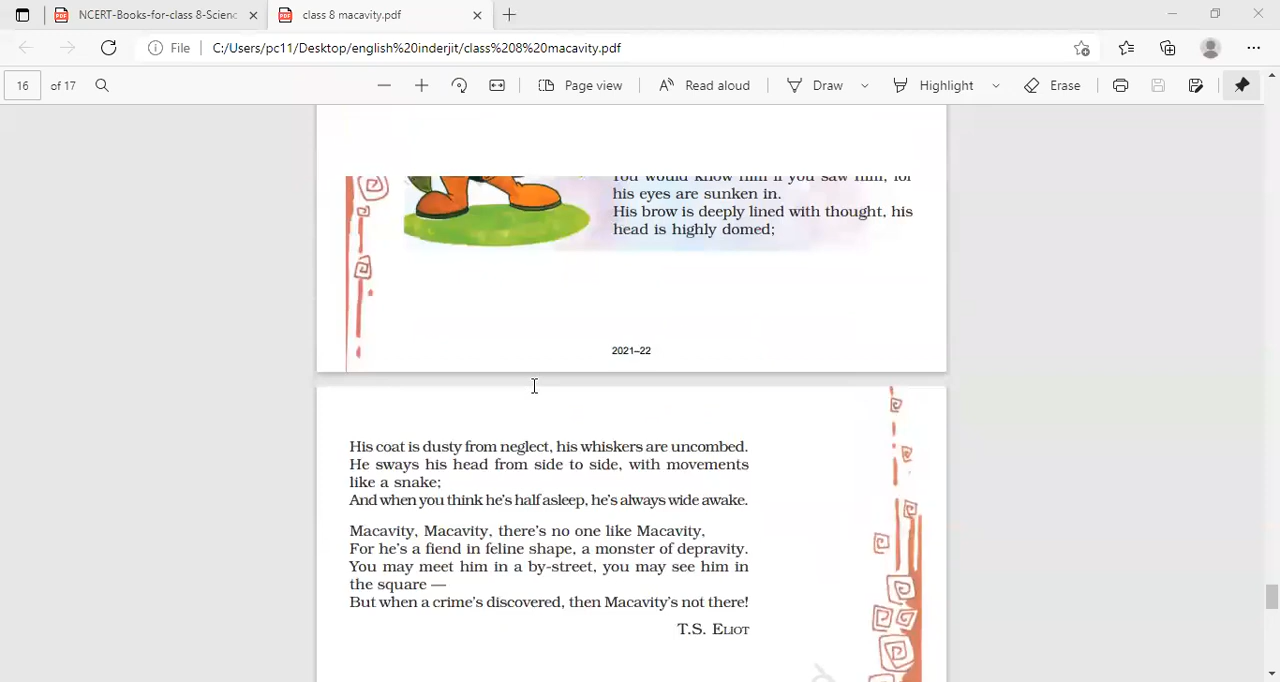 NCERT-Books-for-class 8-Scienc
class 8 macavity.pdf
File
C:/Users/pc11/Desktop/english%20inderjit/class%208%20macavity.pdf
16 of 17
Page view
Read aloud
Draw
Highlight
Erase
You would know him if you saw him, for
his eyes are sunken in.
His brow is deeply lined with thought, his
head is highly domed;
2021–22
His coat is dusty from neglect, his whiskers are uncombed.
He sways his head from side to side, with movements
like a snake;
And when you think he's half asleep, he's always wide awake.
Macavity, Macavity, there's no one like Macavity,
For he's a fiend in feline shape, a monster of depravity.
You may meet him in a by-street, you may see him in
the square —
But when a crime's discovered, then Macavity's not there!
T.S. Eliot